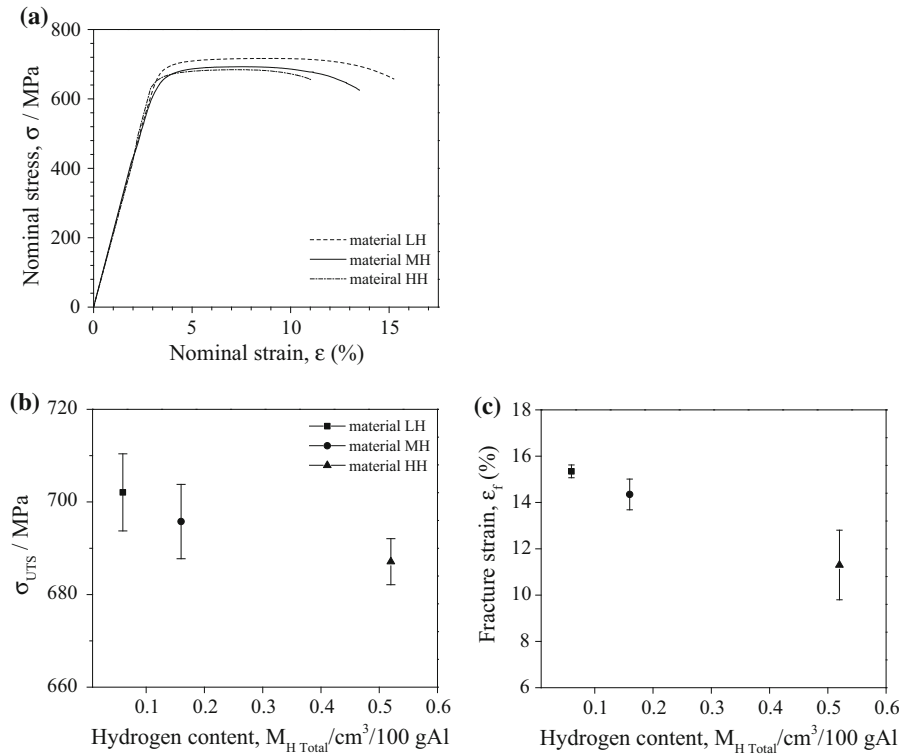 (a)
800
600
400
200
0
Nominal stress, σ / MPa
0 5 10 15
Nominal strain, ε (%)
material LH
material MH
mateiral HH
(b)
720
700
680
660
σUTS / MPa
material LH
material MH
material HH
0.1 0.2 0.3 0.4 0.5 0.6
Hydrogen content, MH Total/cm³/100 gAl
(c)
18
16
14
12
10
8
6
Fracture strain, εf (%)
0.1 0.2 0.3 0.4 0.5 0.6
Hydrogen content, MH Total/cm³/100 gAl